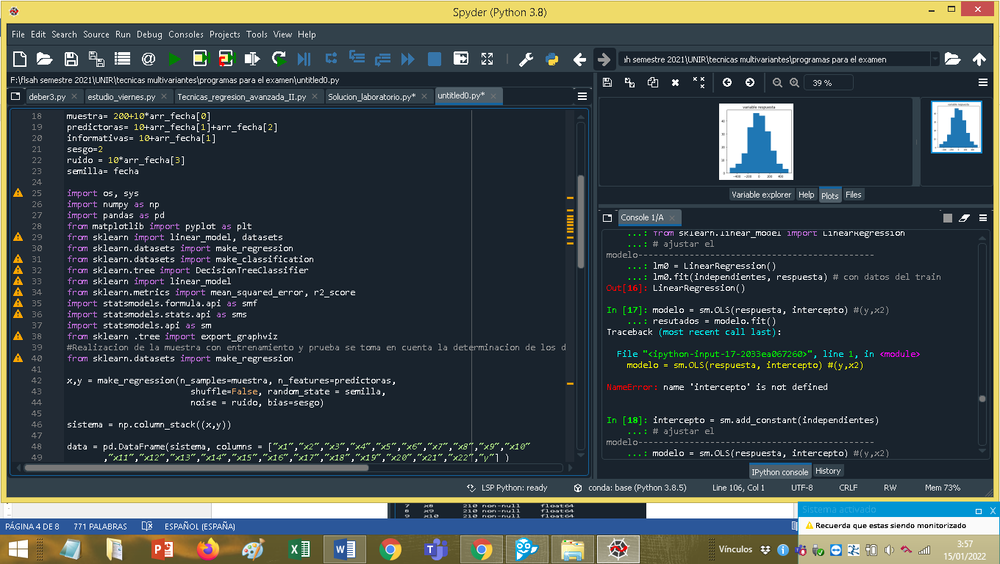 Spyder (Python 3.8)
File Edit Search Source Run Debug Consoles Projects Tools View Help
ah semestre 2021\UNIR\tecnicas multivariantes\programas para el examen
F:\flsah semestre 2021\UNIR\tecnicas multivariantes\programas para el examen\untitled0.py
deber3.py
estudio_viernes.py
Tecnicas_regresion_avanzada_II.py
Solucion_laboratorio.py*
untitled0.py*
18 muestra= 200+10*arr_fecha[0]
19 predictoras= 10+arr_fecha[1]+arr_fecha[2]
20 informativas= 10+arr_fecha[1]
21 sesgo=2
22 ruido = 10*arr_fecha[3]
23 semilla= fecha
24
25 import os, sys
26 import numpy as np
27 import pandas as pd
28 from matplotlib import pyplot as plt
29 from sklearn import linear_model, datasets
30 from sklearn.datasets import make_regression
31 from sklearn.datasets import make_classification
32 from sklearn.tree import DecisionTreeClassifier
33 from sklearn import linear_model
34 from sklearn.metrics import mean_squared_error, r2_score
35 import statsmodels.formula.api as smf
36 import statsmodels.stats.api as sms
37 import statsmodels.api as sm
38 from sklearn .tree import export_graphviz
39 #Realizacion de la muestra con entrenamiento y prueba se toma en cuenta la determinacion de los d
40 from sklearn.datasets import make_regression
41
42 x,y = make_regression(n_samples=muestra, n_features=predictoras,
43 shuffle=False, random_state = semilla,
44 noise = ruido, bias=sesgo)
45
46 sistema = np.column_stack((x,y))
47
48 data = pd.DataFrame(sistema, columns = ["x1","x2","x3","x4","x5","x6","x7","x8","x9","x10"
49 ,"x11","x12","x13","x14","x15","x16","x17","x18","x19","x20","x21","x22","y"] )
39 %
variable respuesta
40
30
20
10
0
-400 -200 0 200 400
variable respuesta
Variable explorer Help Plots Files
Console 1/A
...: from sklearn.linear_model import LinearRegression
...: # ajustar el
modelo----------------------------------------------
...: lm0 = LinearRegression()
...: lm0.fit(independientes, respuesta) # con datos del train
Out[16]: LinearRegression()
In [17]: modelo = sm.OLS(respuesta, intercepto) #(y,x2)
...: resutados = modelo.fit()
Traceback (most recent call last):
File "<ipython-input-17-2033ea067260>", line 1, in <module>
modelo = sm.OLS(respuesta, intercepto) #(y,x2)
NameError: name 'intercepto' is not defined
In [18]: intercepto = sm.add_constant(independientes)
...: # ajustar el
modelo----------------------------------------------
...: modelo = sm.OLS(respuesta, intercepto) #(y,x2)
IPython console History
LSP Python: ready conda: base (Python 3.8.5) Line 106, Col 1 UTF-8 CRLF RW Mem 73%
7 x8 210 non-null float64
8 x9 210 non-null float64
9 x10 210 non-null float64
Sistema activado
Recuerda que estas siendo monitorizado
PÁGINA 4 DE 8 771 PALABRAS ESPAÑOL (ESPAÑA)
Vínculos
3:57
15/01/2022